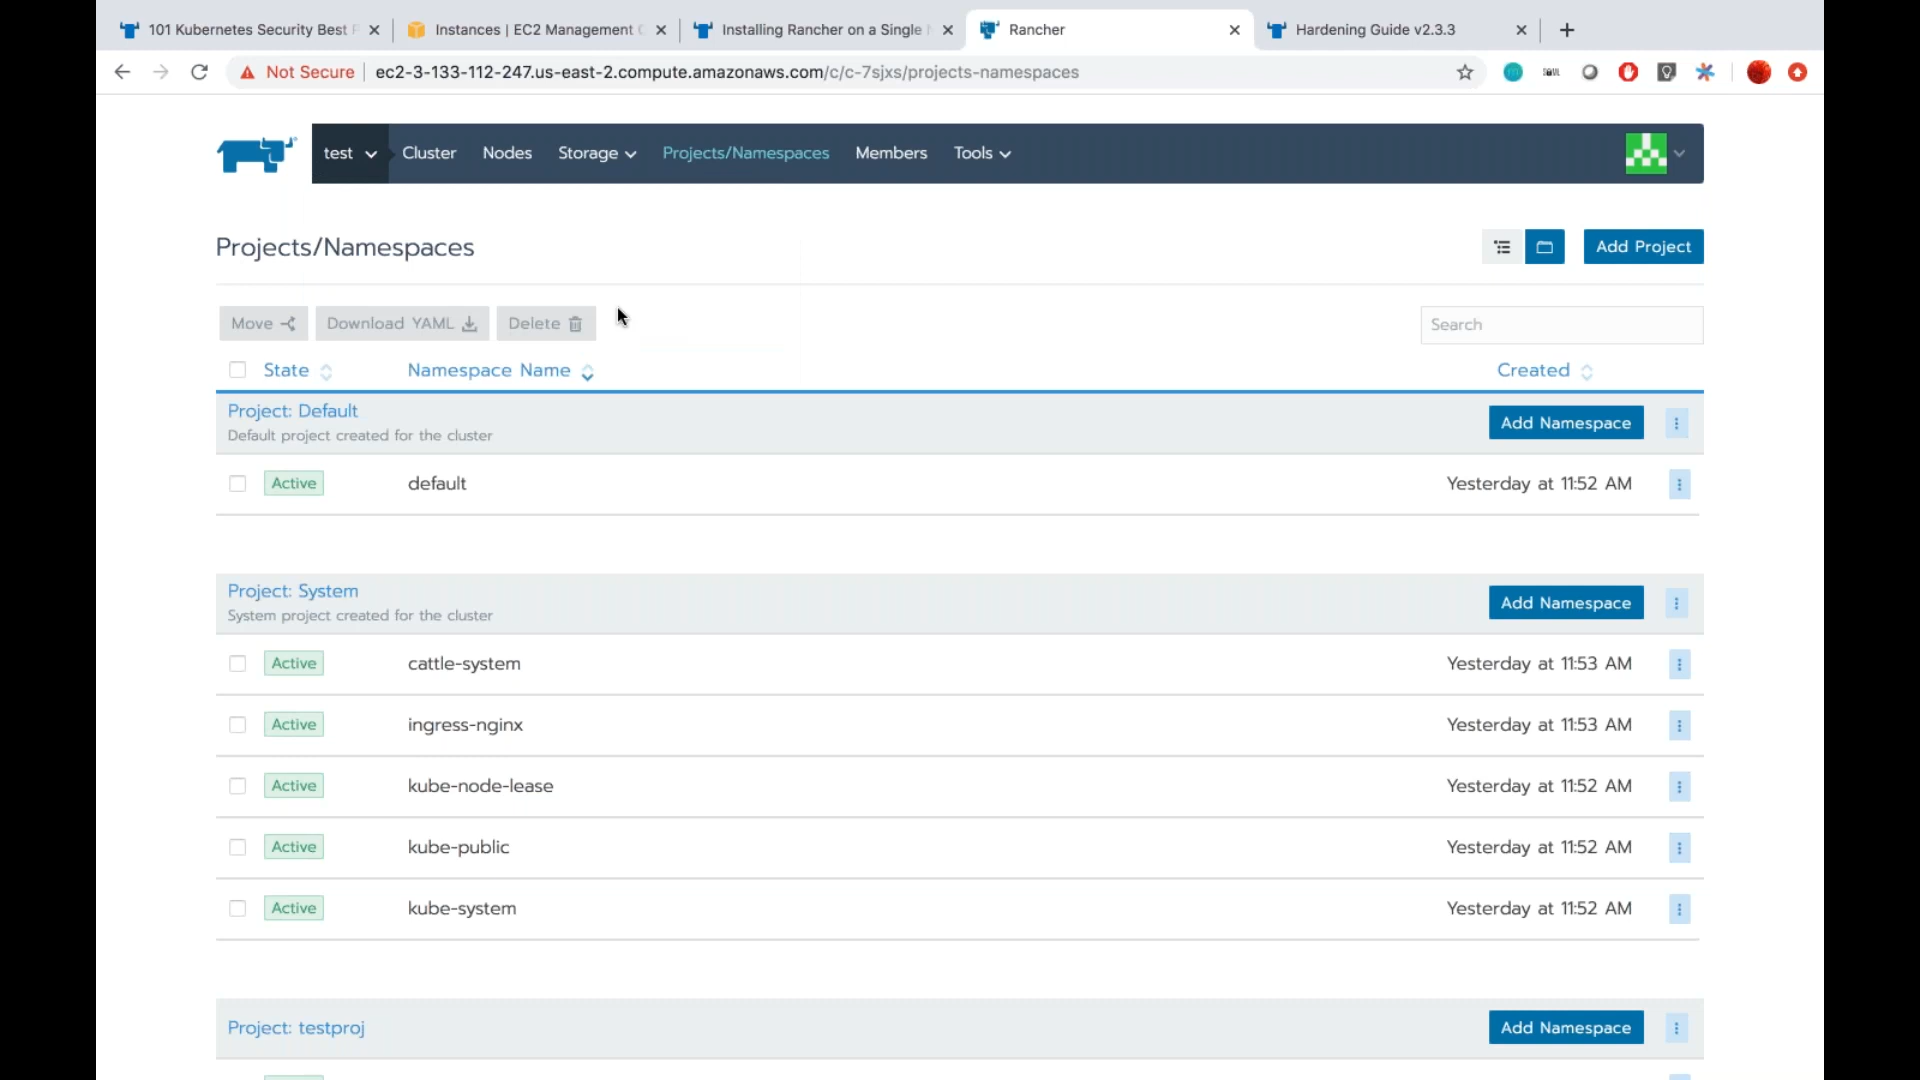 101 Kubernetes Security Best
Instances | EC2 Management
Installing Rancher on a Single
Rancher
Hardening Guide v2.3.3
Not Secure
ec2-3-133-112-247.us-east-2.compute.amazonaws.com/c/c-7sjxs/projects-namespaces
test
Cluster
Nodes
Storage
Projects/Namespaces
Members
Tools
Projects/Namespaces
Add Project
Move
Download YAML
Delete
Search
State
Namespace Name
Created
Project: Default
Default project created for the cluster
Add Namespace
Active default Yesterday at 11:52 AM
Project: System
System project created for the cluster
Add Namespace
Active cattle-system Yesterday at 11:53 AM
Active ingress-nginx Yesterday at 11:53 AM
Active kube-node-lease Yesterday at 11:52 AM
Active kube-public Yesterday at 11:52 AM
Active kube-system Yesterday at 11:52 AM
Project: testproj
Add Namespace